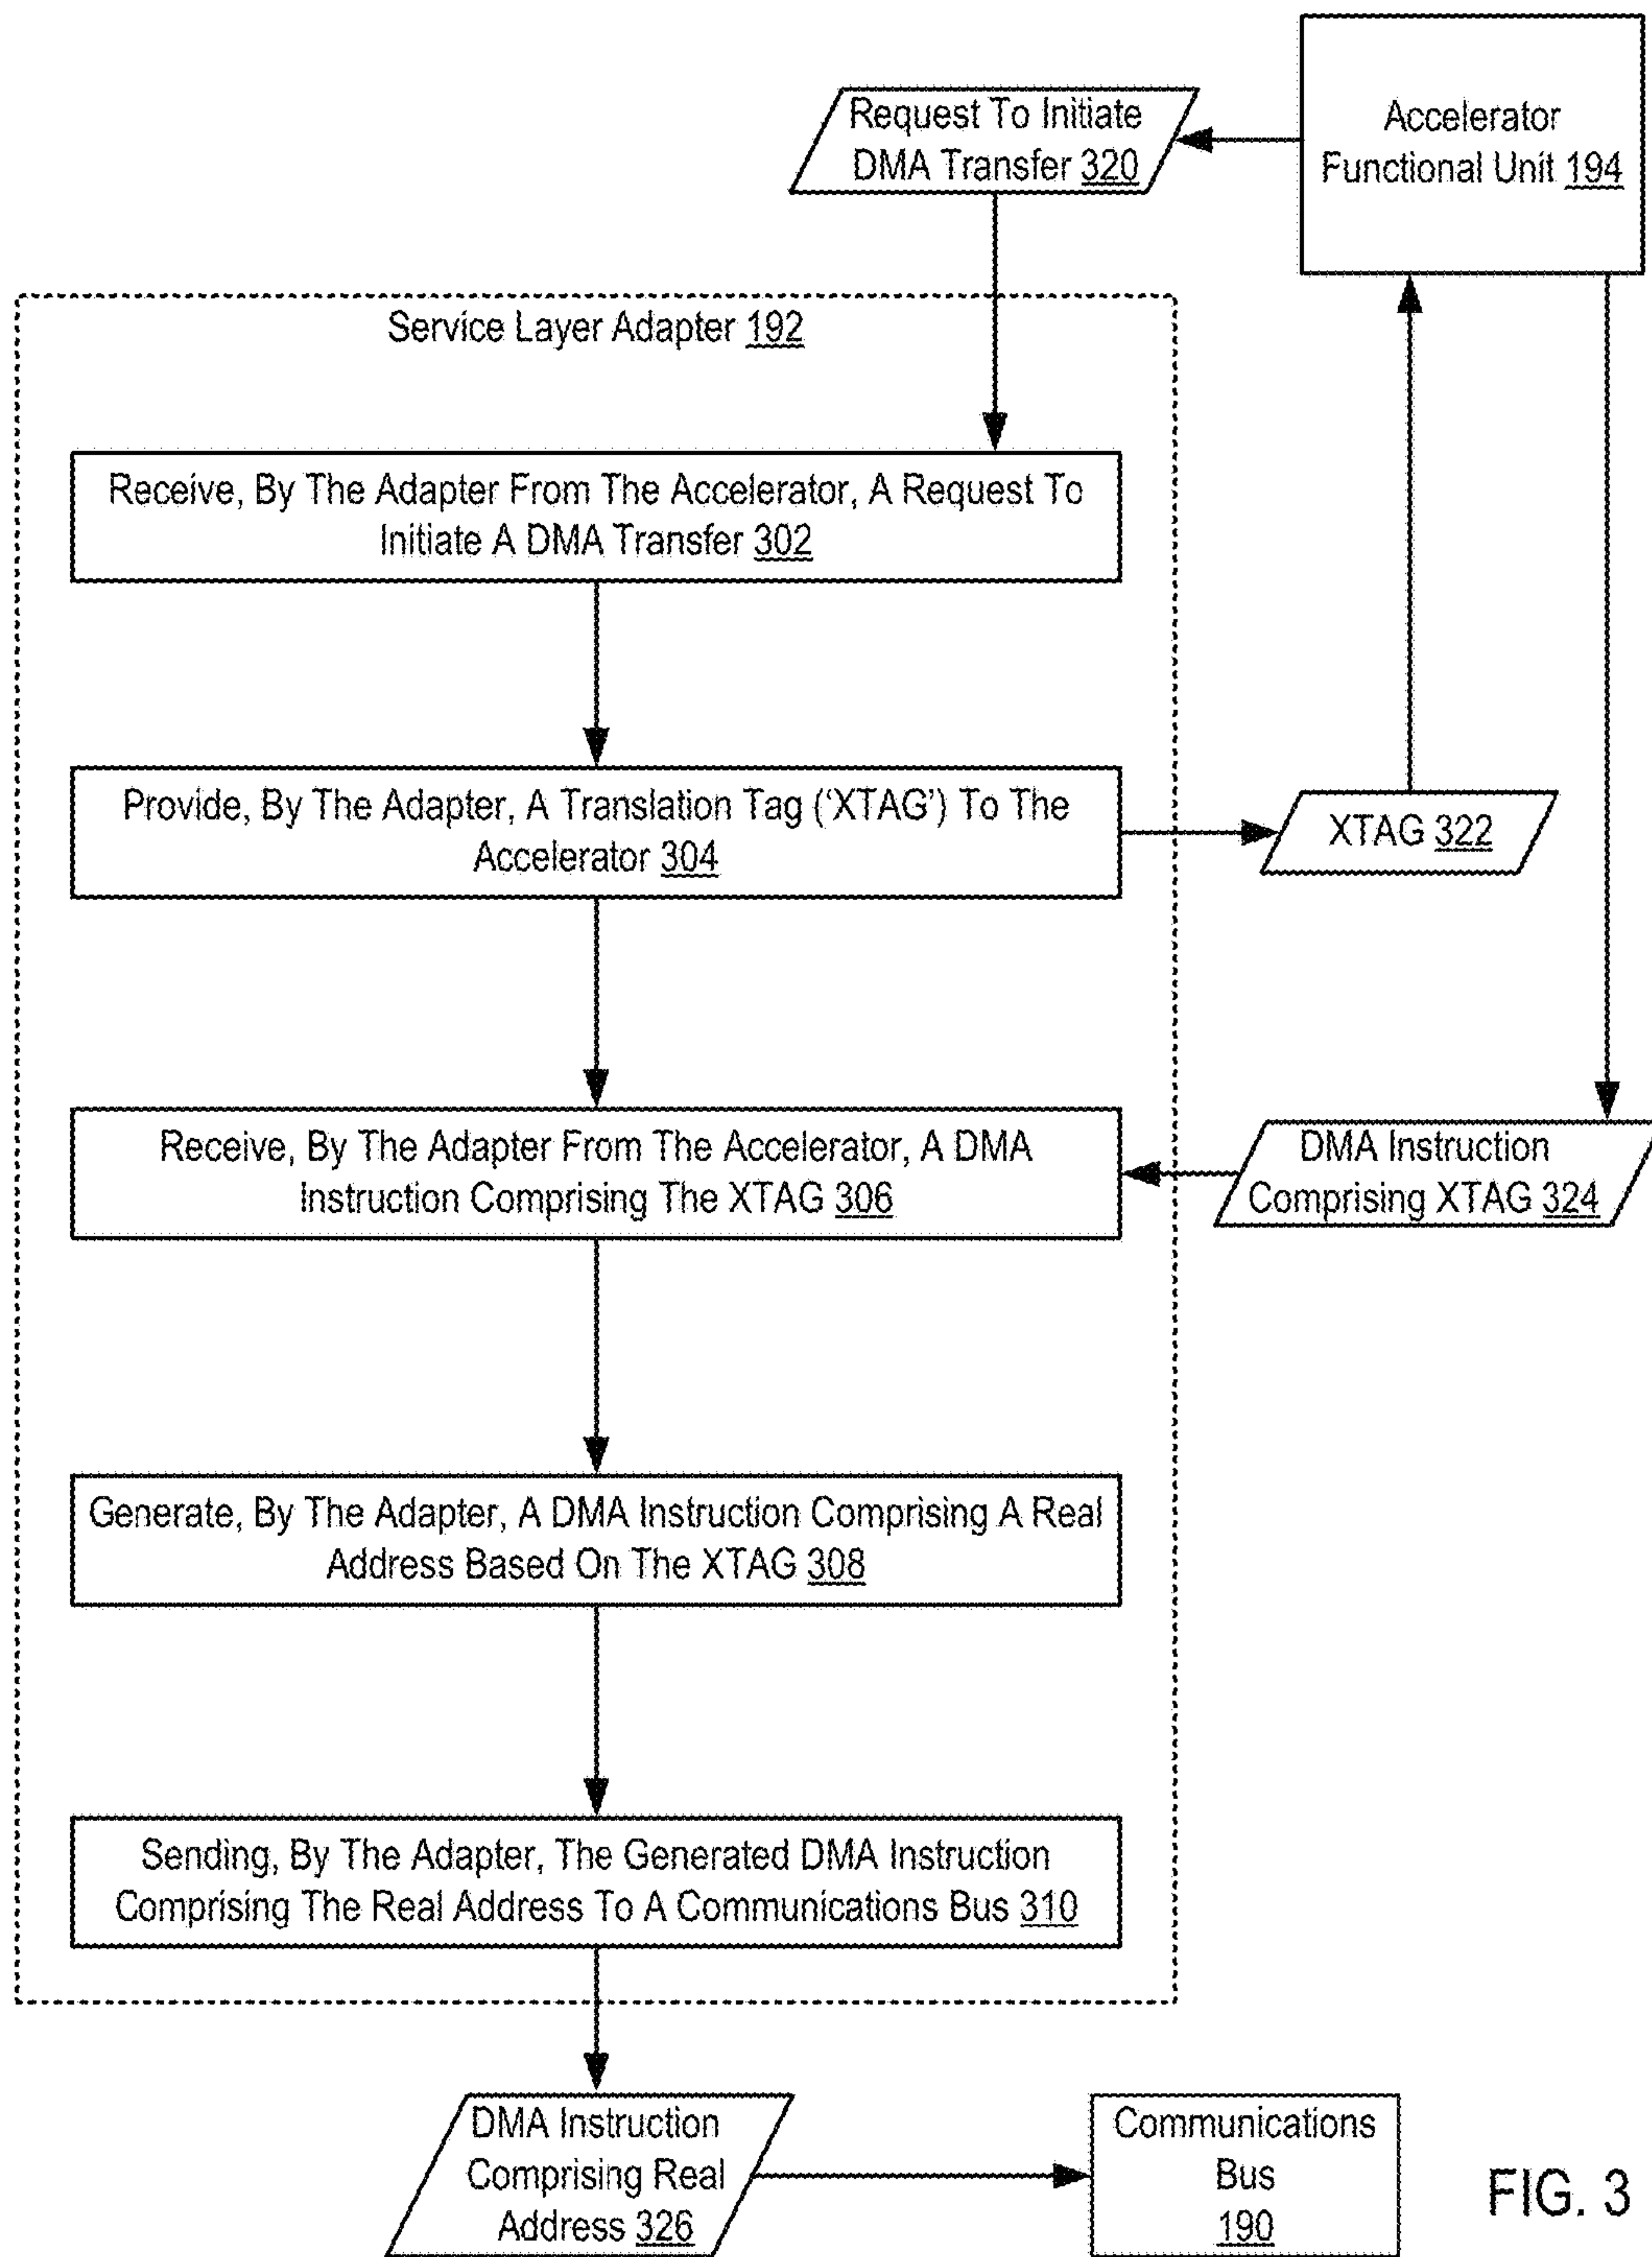 Request To Initiate
DMA Transfer 320
Accelerator
Functional Unit 194
Service Layer Adapter 192
Receive, By The Adapter From The Accelerator, A Request To
Initiate A DMA Transfer 302
Provide, By The Adapter, A Translation Tag (‘XTAG’) To The
Accelerator 304
XTAG 322
Receive, By The Adapter From The Accelerator, A DMA
Instruction Comprising The XTAG 306
DMA Instruction
Comprising XTAG 324
Generate, By The Adapter, A DMA Instruction Comprising A Real
Address Based On The XTAG 308
Sending, By The Adapter, The Generated DMA Instruction
Comprising The Real Address To A Communications Bus 310
DMA Instruction
Comprising Real
Address 326
Communications
Bus
190
FIG. 3